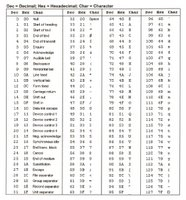 Dec = Decimal; Hex = Hexadecimal; Char = Character
Dec Hex Char Dec Hex Char Dec Hex Char Dec Hex Char
0 00 Null 32 20 Space 64 40 @ 96 60 `
1 01 Start of heading 33 21 ! 65 41 A 97 61 a
2 02 Start of text 34 22 " 66 42 B 98 62 b
3 03 End of text 35 23 # 67 43 C 99 63 c
4 04 End of transmit 36 24 $ 68 44 D 100 64 d
5 05 Enquiry 37 25 % 69 45 E 101 65 e
6 06 Acknowledge 38 26 & 70 46 F 102 66 f
7 07 Audible bell 39 27 ' 71 47 G 103 67 g
8 08 Backspace 40 28 ( 72 48 H 104 68 h
9 09 Horizontal tab 41 29 ) 73 49 I 105 69 i
10 0A Line feed 42 2A * 74 4A J 106 6A j
11 0B Vertical tab 43 2B + 75 4B K 107 6B k
12 0C Form feed 44 2C , 76 4C L 108 6C l
13 0D Carriage return 45 2D - 77 4D M 109 6D m
14 0E Shift out 46 2E . 78 4E N 110 6E n
15 0F Shift in 47 2F / 79 4F O 111 6F o
16 10 Data link escape 48 30 0 80 50 P 112 70 p
17 11 Device control 1 49 31 1 81 51 Q 113 71 q
18 12 Device control 2 50 32 2 82 52 R 114 72 r
19 13 Device control 3 51 33 3 83 53 S 115 73 s
20 14 Device control 4 52 34 4 84 54 T 116 74 t
21 15 Neg. acknowledge 53 35 5 85 55 U 117 75 u
22 16 Synchronous idle 54 36 6 86 56 V 118 76 v
23 17 End trans. block 55 37 7 87 57 W 119 77 w
24 18 Cancel 56 38 8 88 58 X 120 78 x
25 19 End of medium 57 39 9 89 59 Y 121 79 y
26 1A Substitution 58 3A : 90 5A Z 122 7A z
27 1B Escape 59 3B ; 91 5B [ 123 7B {
28 1C File separator 60 3C < 92 5C \ 124 7C |
29 1D Group separator 61 3D = 93 5D ] 125 7D }
30 1E Record separator 62 3E > 94 5E ^ 126 7E ~
31 1F Unit separator 63 3F ? 95 5F _ 127 7F